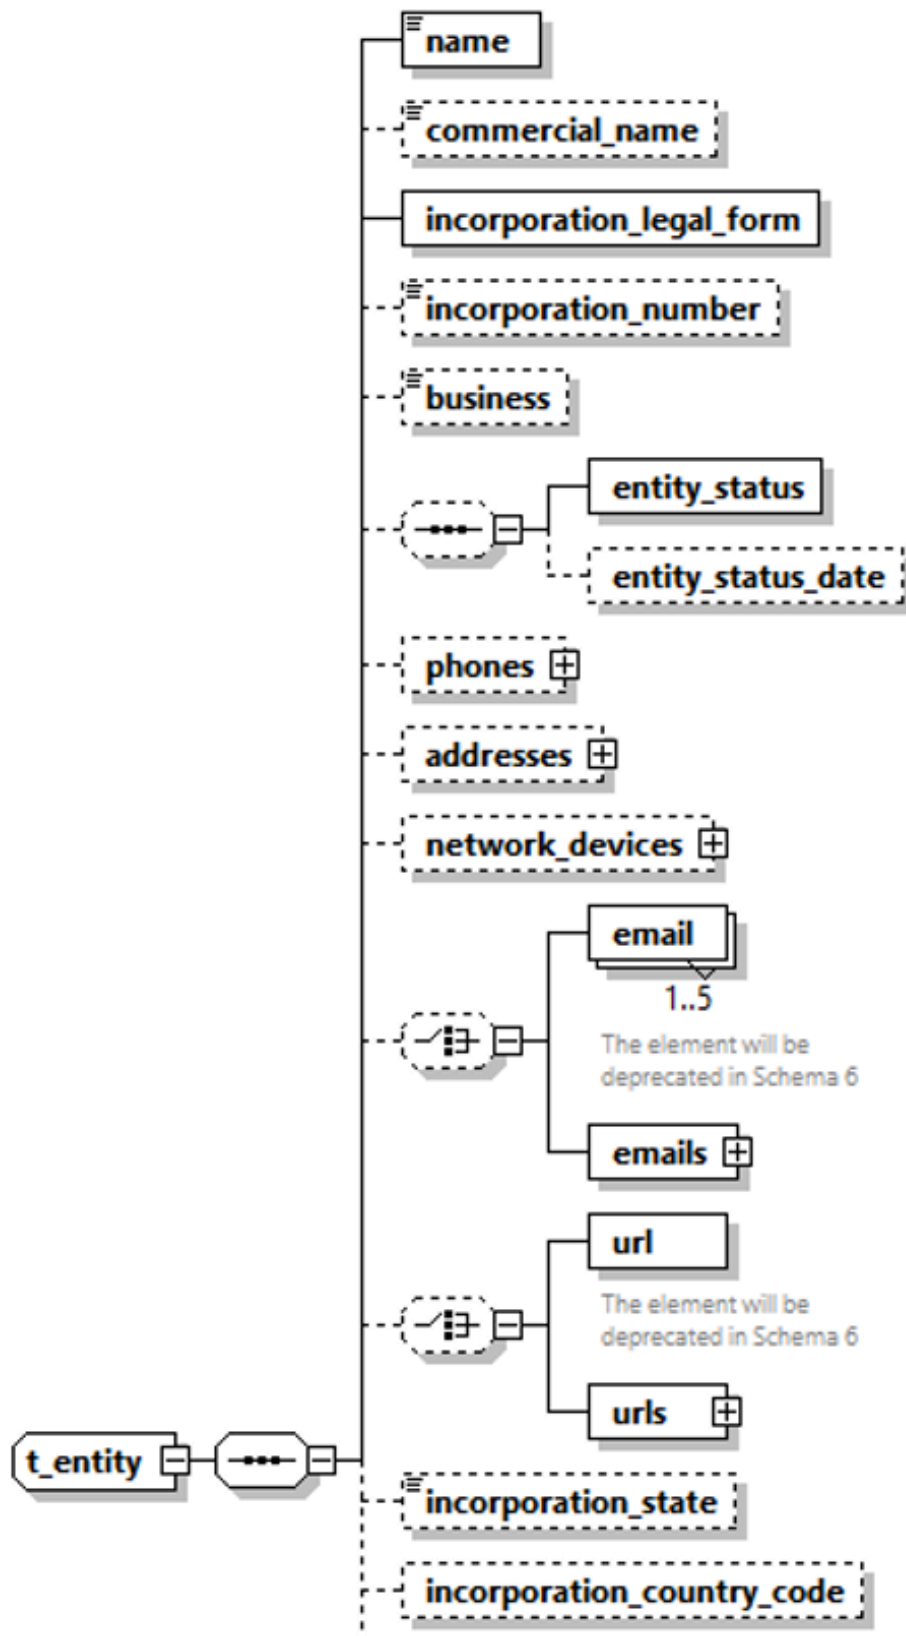 name
commercial_name
incorporation_legal_form
incorporation_number
business
entity_status
entity_status_date
phones
addresses
network_devices
email
1..5
The element will be
deprecated in Schema 6
emails
url
The element will be
deprecated in Schema 6
urls
t_entity
incorporation_state
incorporation_country_code